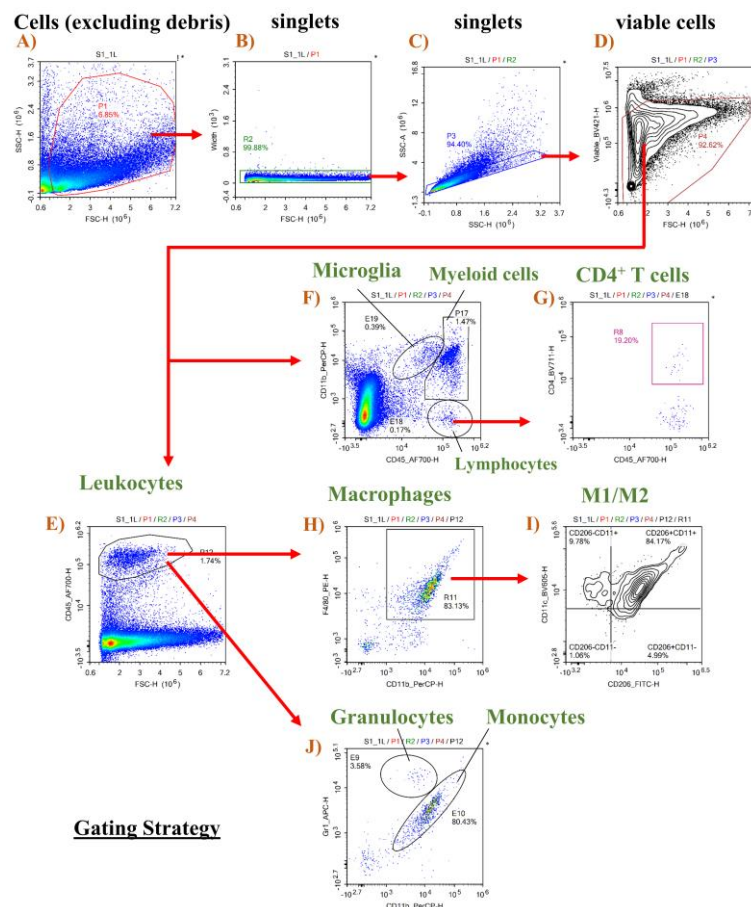 Cells (excluding debris)
singlets
singlets
viable cells
A)
B)
C)
D)
S1_1L
S1_1L / P1
S1_1L / P1 / R2
S1_1L / P1 / R2 / P3
P1
R2
99.88%
P3
94.40%
P4
92.62%
SSC-H (10⁶)
Width (10³)
SSC-A (10⁶)
Viable_BV421-H
FSC-H (10⁶)
FSC-H (10⁶)
SSC-H (10⁶)
FSC-H (10⁶)
Microglia
Myeloid cells
CD4⁺ T cells
F)
G)
S1_1L / P1 / R2 / P3 / P4
S1_1L / P1 / R2 / P3 / P4 / E18
E19
0.39%
P17
1.47%
E18
0.17%
R8
19.20%
CD11b_PerCP-H
CD4_BV711-H
CD45_AF700-H
CD45_AF700-H
Lymphocytes
Leukocytes
Macrophages
M1/M2
E)
H)
I)
S1_1L / P1 / R2 / P3 / P4
S1_1L / P1 / R2 / P3 / P4 / P12
S1_1L / P1 / R2 / P3 / P4 / P12 / R11
1.74%
R11
83.13%
CD206-CD11+
9.78%
CD206+CD11+
84.17%
CD206-CD11-
1.06%
CD206+CD11-
4.99%
CD45_AF700-H
F4/80_PE-H
CD11c_BV605-H
FSC-H (10⁶)
CD11b_PerCP-H
CD206_FITC-H
Granulocytes
Monocytes
J)
S1_1L / P1 / R2 / P3 / P4 / P12
E9
3.58%
E10
80.43%
Gr1_APC-H
CD11b_PerCP-H
Gating Strategy